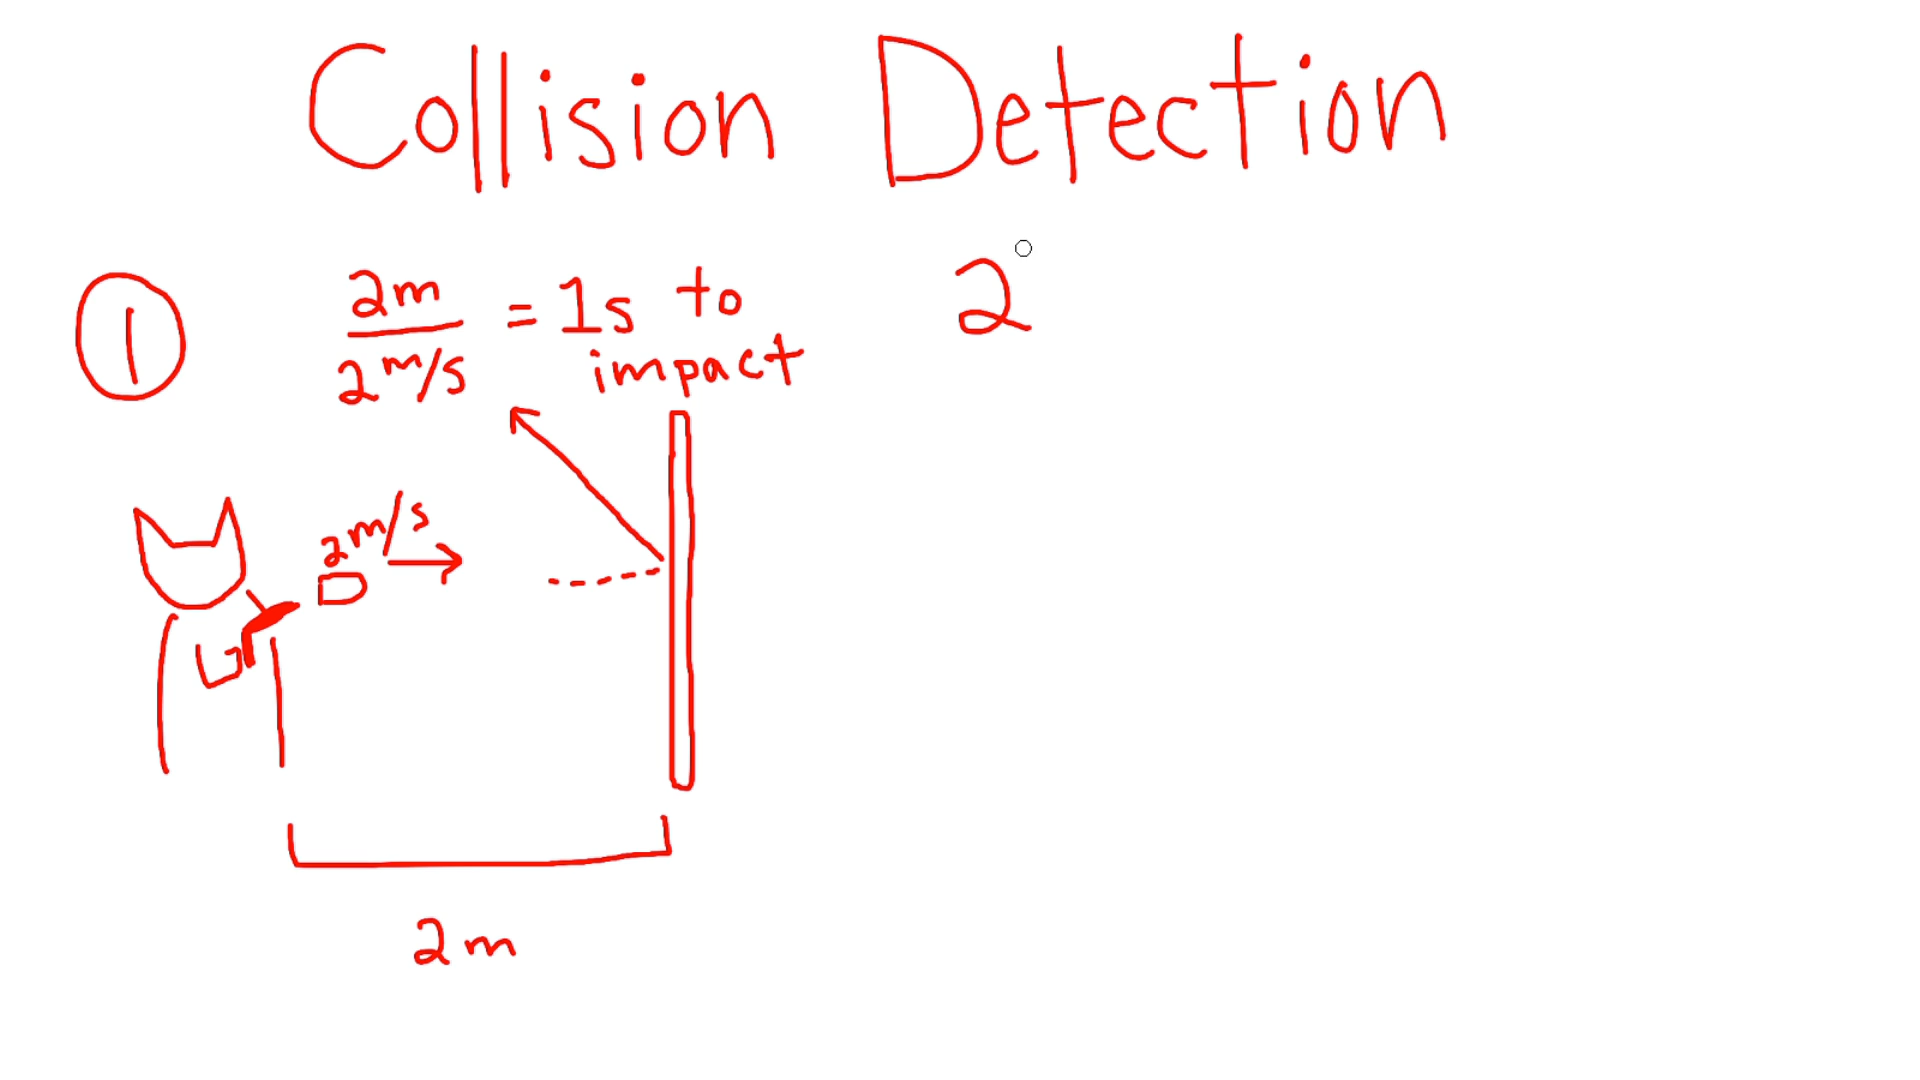 Collision Detection
1
2m
2m/s
= 1s to
impact
2
2m/s
2m